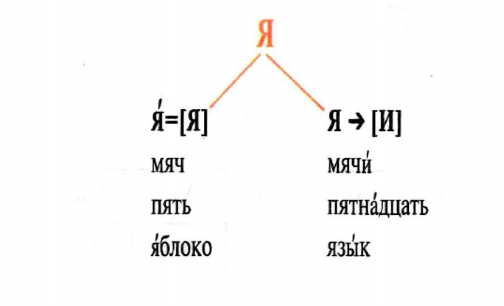 Я
я́=[Я] Я → [И]
мяч мячи́
пять пятна́дцать
я́блоко язы́к